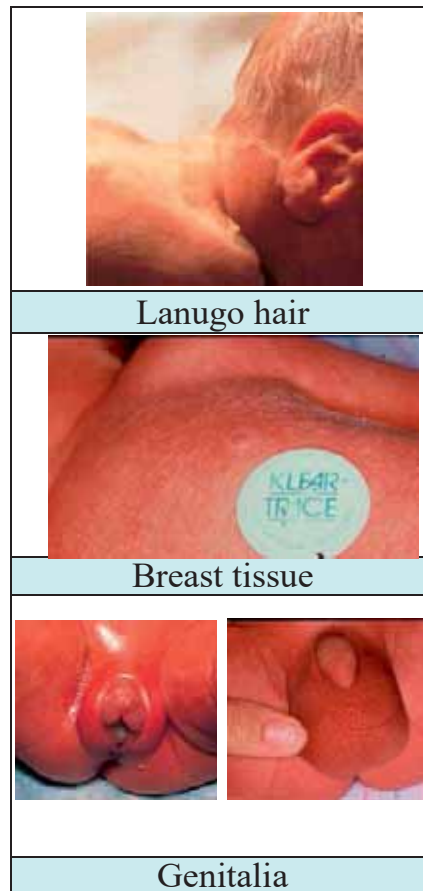 Lanugo hair
KLEAR
TRACE
Breast tissue
Genitalia